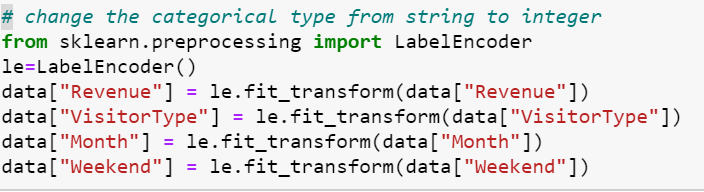 # change the categorical type from string to integer
from sklearn.preprocessing import LabelEncoder
le=LabelEncoder()
data["Revenue"] = le.fit_transform(data["Revenue"])
data["VisitorType"] = le.fit_transform(data["VisitorType"])
data["Month"] = le.fit_transform(data["Month"])
data["Weekend"] = le.fit_transform(data["Weekend"])